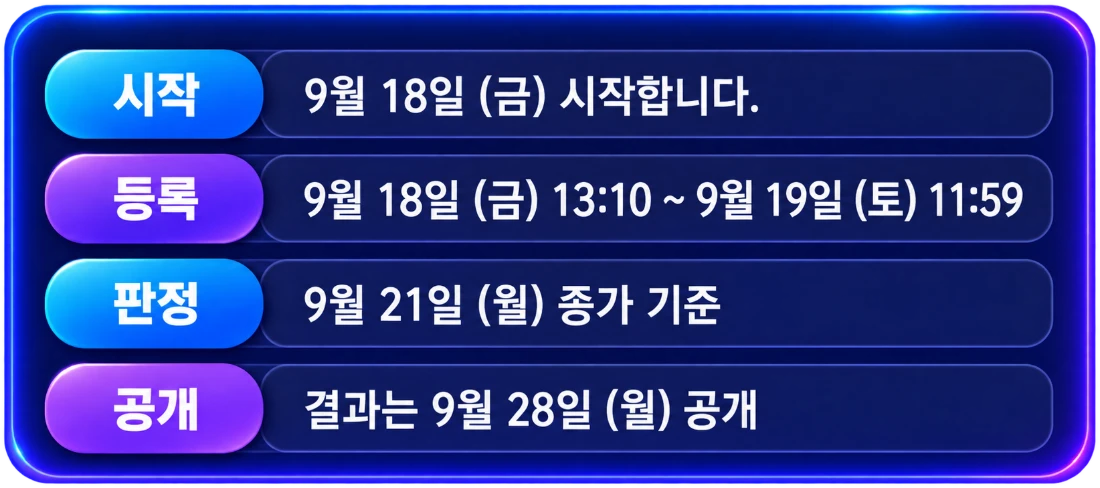 시작 9월 18일 (금) 시작합니다.
등록 9월 18일 (금) 13:10 ~ 9월 19일 (토) 11:59
판정 9월 21일 (월) 종가 기준
공개 결과는 9월 28일 (월) 공개